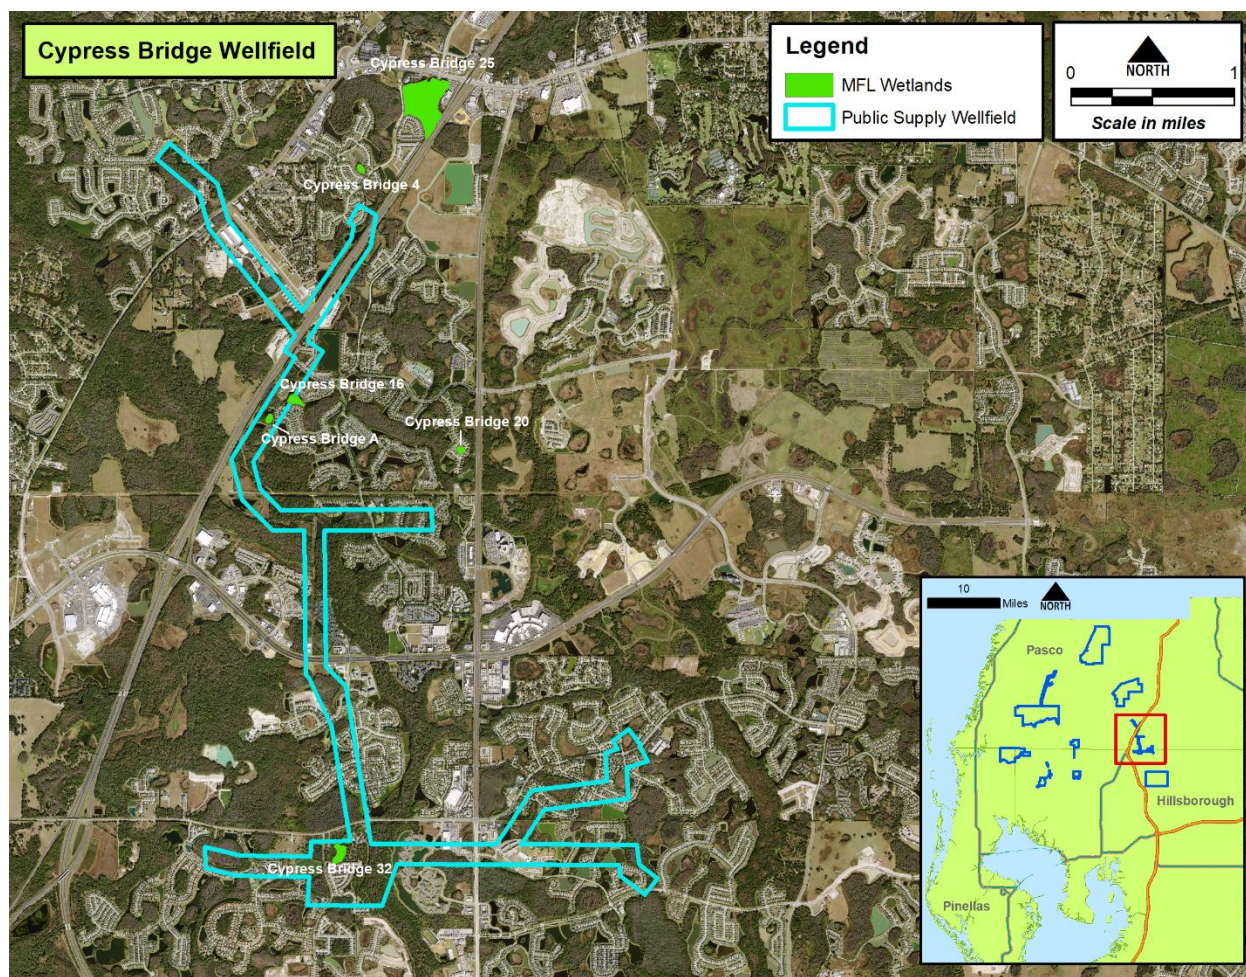 Cypress Bridge Wellfield
Cypress Bridge 25
Legend
MFL Wetlands
Public Supply Wellfield
NORTH
0 1
Scale in miles
Cypress Bridge 4
Cypress Bridge 16
Cypress Bridge A
Cypress Bridge 20
Cypress Bridge 32
10
Miles
NORTH
Pasco
Hillsborough
Pinellas